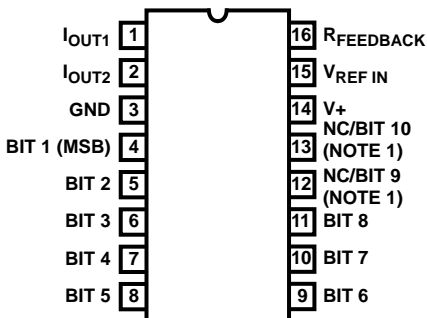 IOUT1 1
IOUT2 2
GND 3
BIT 1 (MSB) 4
BIT 2 5
BIT 3 6
BIT 4 7
BIT 5 8
16 RFEEDBACK
15 VREF IN
14 V+
13 NC/BIT 10
(NOTE 1)
12 NC/BIT 9
(NOTE 1)
11 BIT 8
10 BIT 7
9 BIT 6